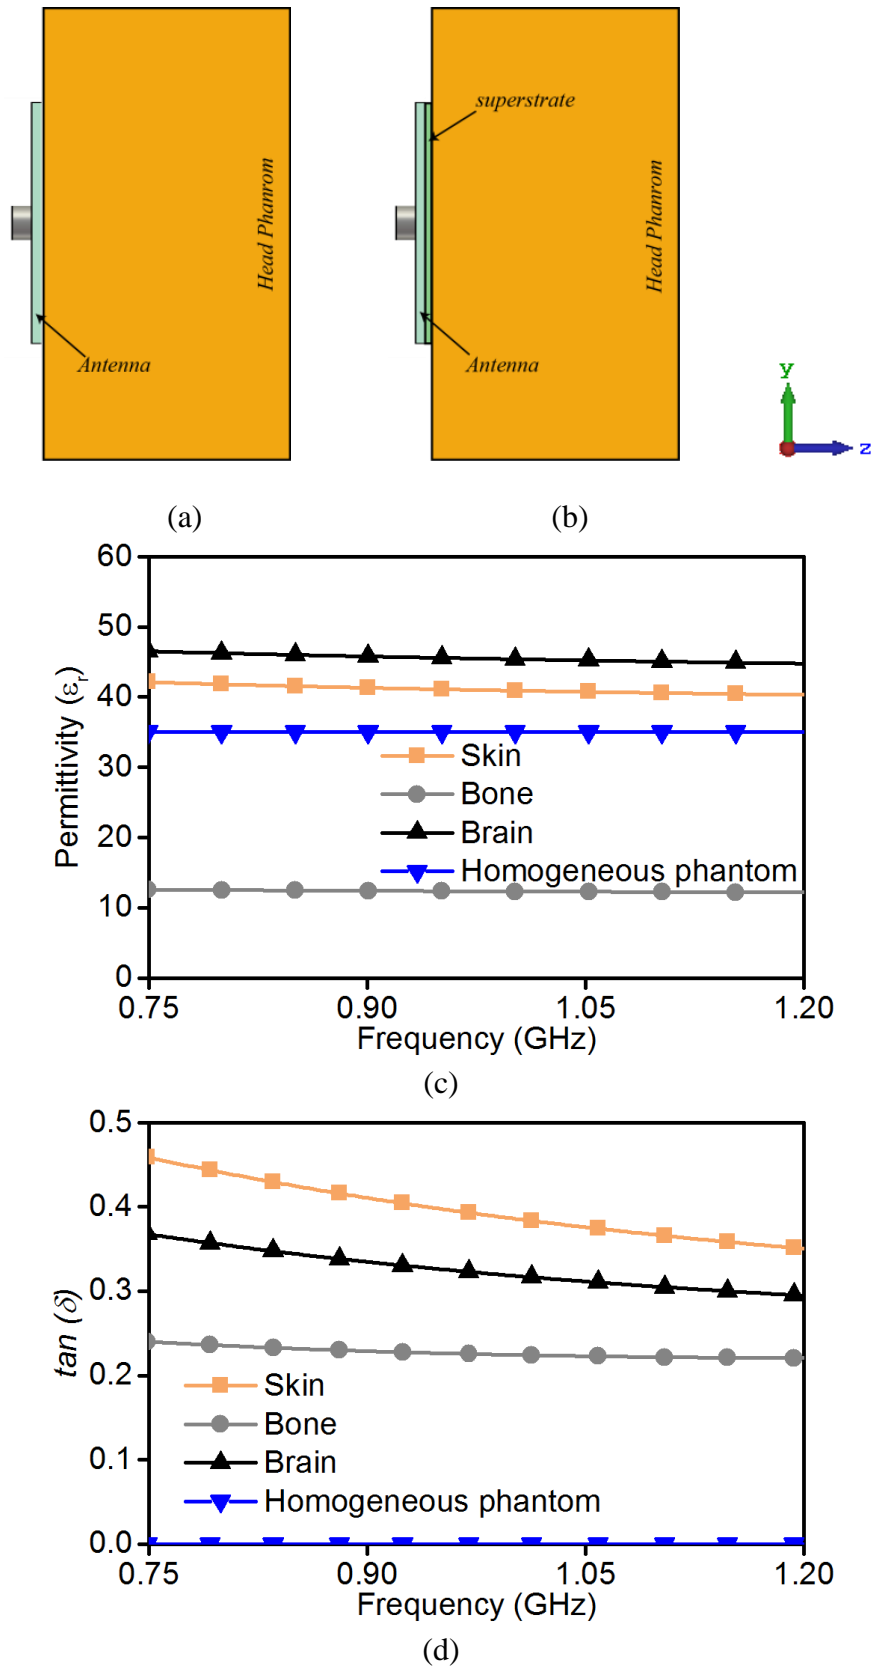 superstrate
Head Phanrom
Head Phanrom
Antenna
Antenna
y
z
(a)
(b)
60
50
40
30
20
10
0
Permittivity (εr)
Skin
Bone
Brain
Homogeneous phantom
0.75
0.90
1.05
1.20
Frequency (GHz)
(c)
0.5
0.4
0.3
0.2
0.1
0.0
tan (δ)
Skin
Bone
Brain
Homogeneous phantom
0.75
0.90
1.05
1.20
Frequency (GHz)
(d)